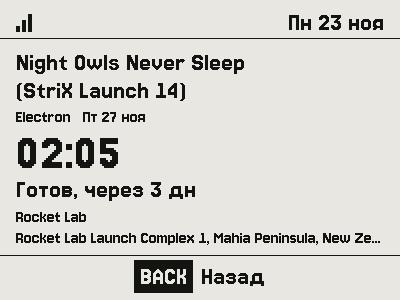 Пн 23 ноя
Night Owls Never Sleep
(StriX Launch 14)
Electron Пт 27 ноя
02:05
Готов, через 3 дн
Rocket Lab
Rocket Lab Launch Complex 1, Mahia Peninsula, New Ze...
BACK Назад